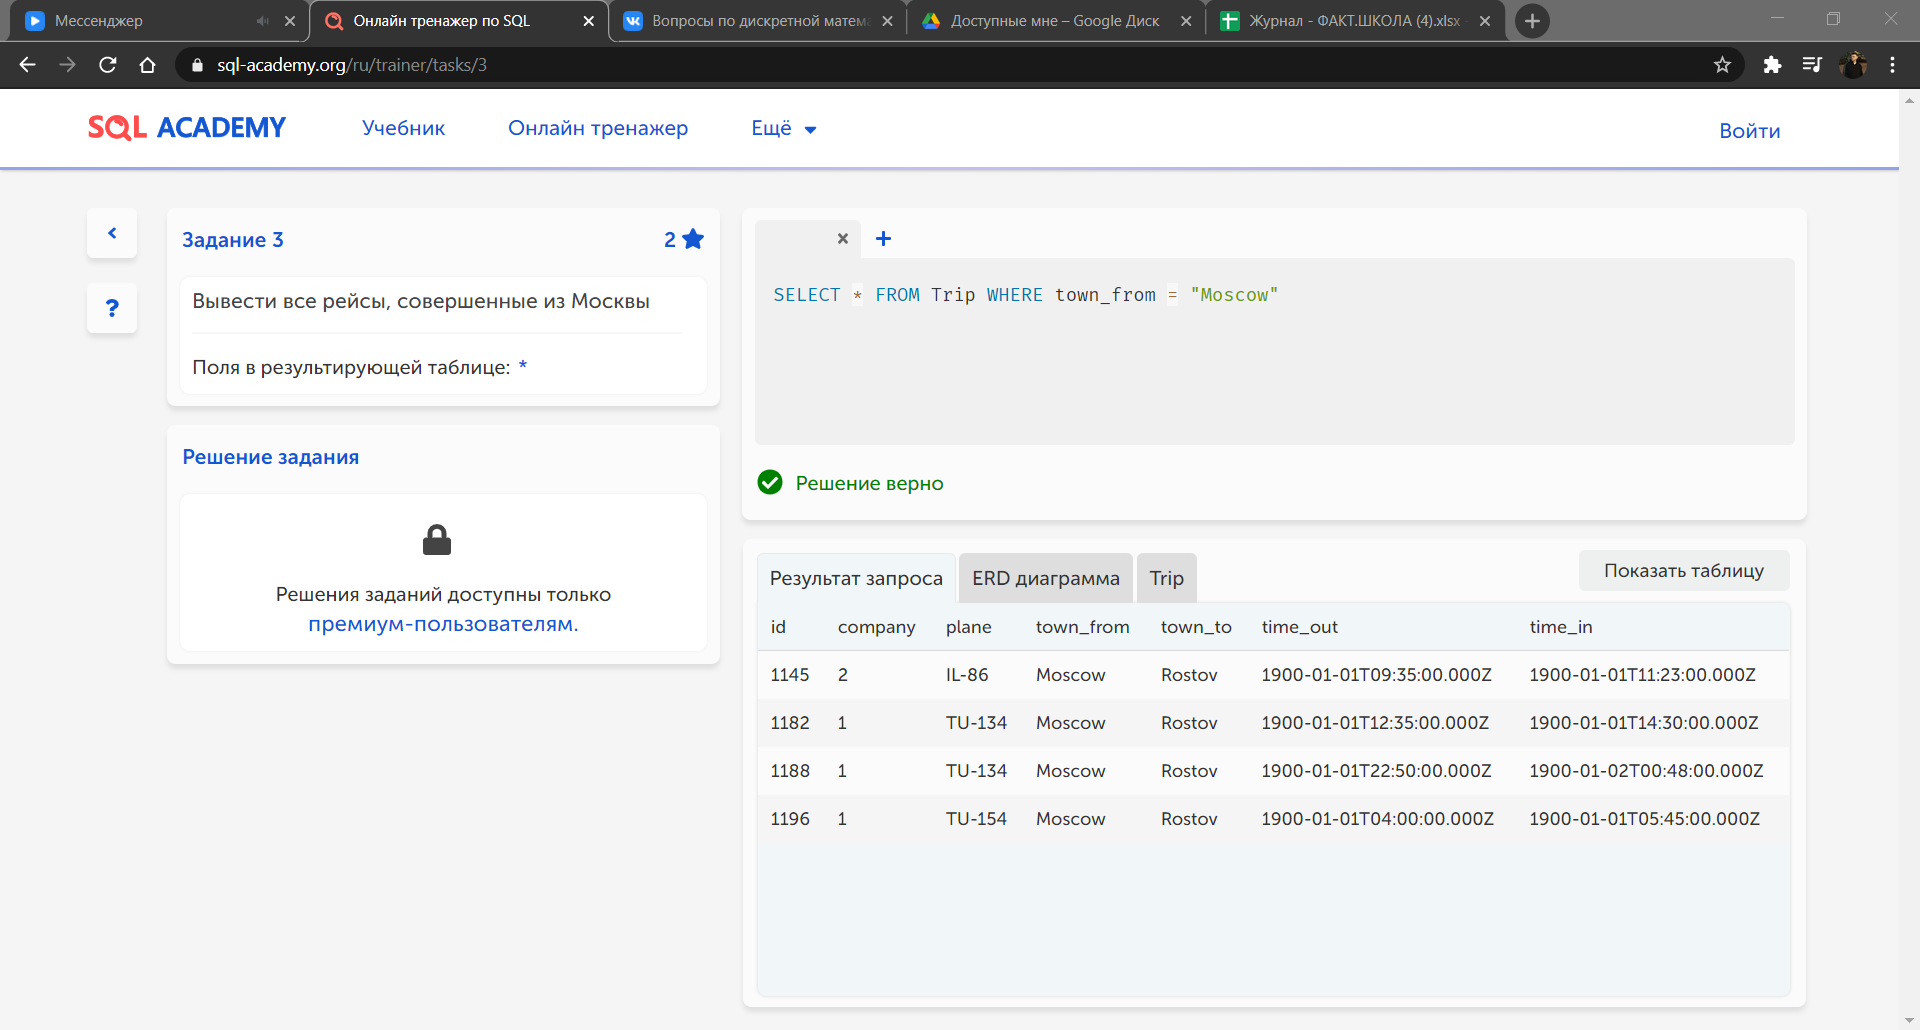 Мессенджер
Онлайн тренажер по SQL
Вопросы по дискретной матема
Доступные мне – Google Диск
Журнал - ФАКТ.ШКОЛА (4).xlsx
sql-academy.org/ru/trainer/tasks/3
SQL ACADEMY
Учебник
Онлайн тренажер
Ещё
Войти
Задание 3
2
Вывести все рейсы, совершенные из Москвы
Поля в результирующей таблице: *
Решение задания
Решения заданий доступны только
премиум-пользователям.
SELECT * FROM Trip WHERE town_from = "Moscow"
Решение верно
Результат запроса
ERD диаграмма
Trip
Показать таблицу
id company plane town_from town_to time_out time_in
1145 2 IL-86 Moscow Rostov 1900-01-01T09:35:00.000Z 1900-01-01T11:23:00.000Z
1182 1 TU-134 Moscow Rostov 1900-01-01T12:35:00.000Z 1900-01-01T14:30:00.000Z
1188 1 TU-134 Moscow Rostov 1900-01-01T22:50:00.000Z 1900-01-02T00:48:00.000Z
1196 1 TU-154 Moscow Rostov 1900-01-01T04:00:00.000Z 1900-01-01T05:45:00.000Z